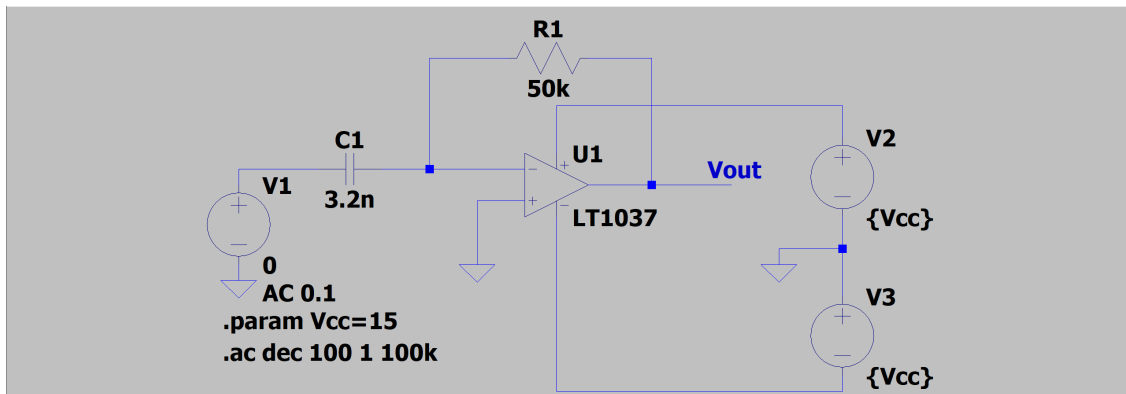 R1
50k
C1
3.2n
U1
LT1037
Vout
V1
0
AC 0.1
.param Vcc=15
.ac dec 100 1 100k
V2
{Vcc}
V3
{Vcc}